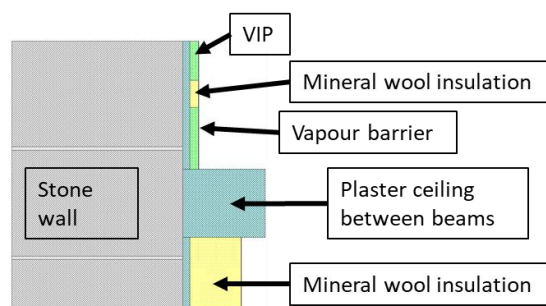 VIP
Mineral wool insulation
Vapour barrier
Stone
wall
Plaster ceiling
between beams
Mineral wool insulation